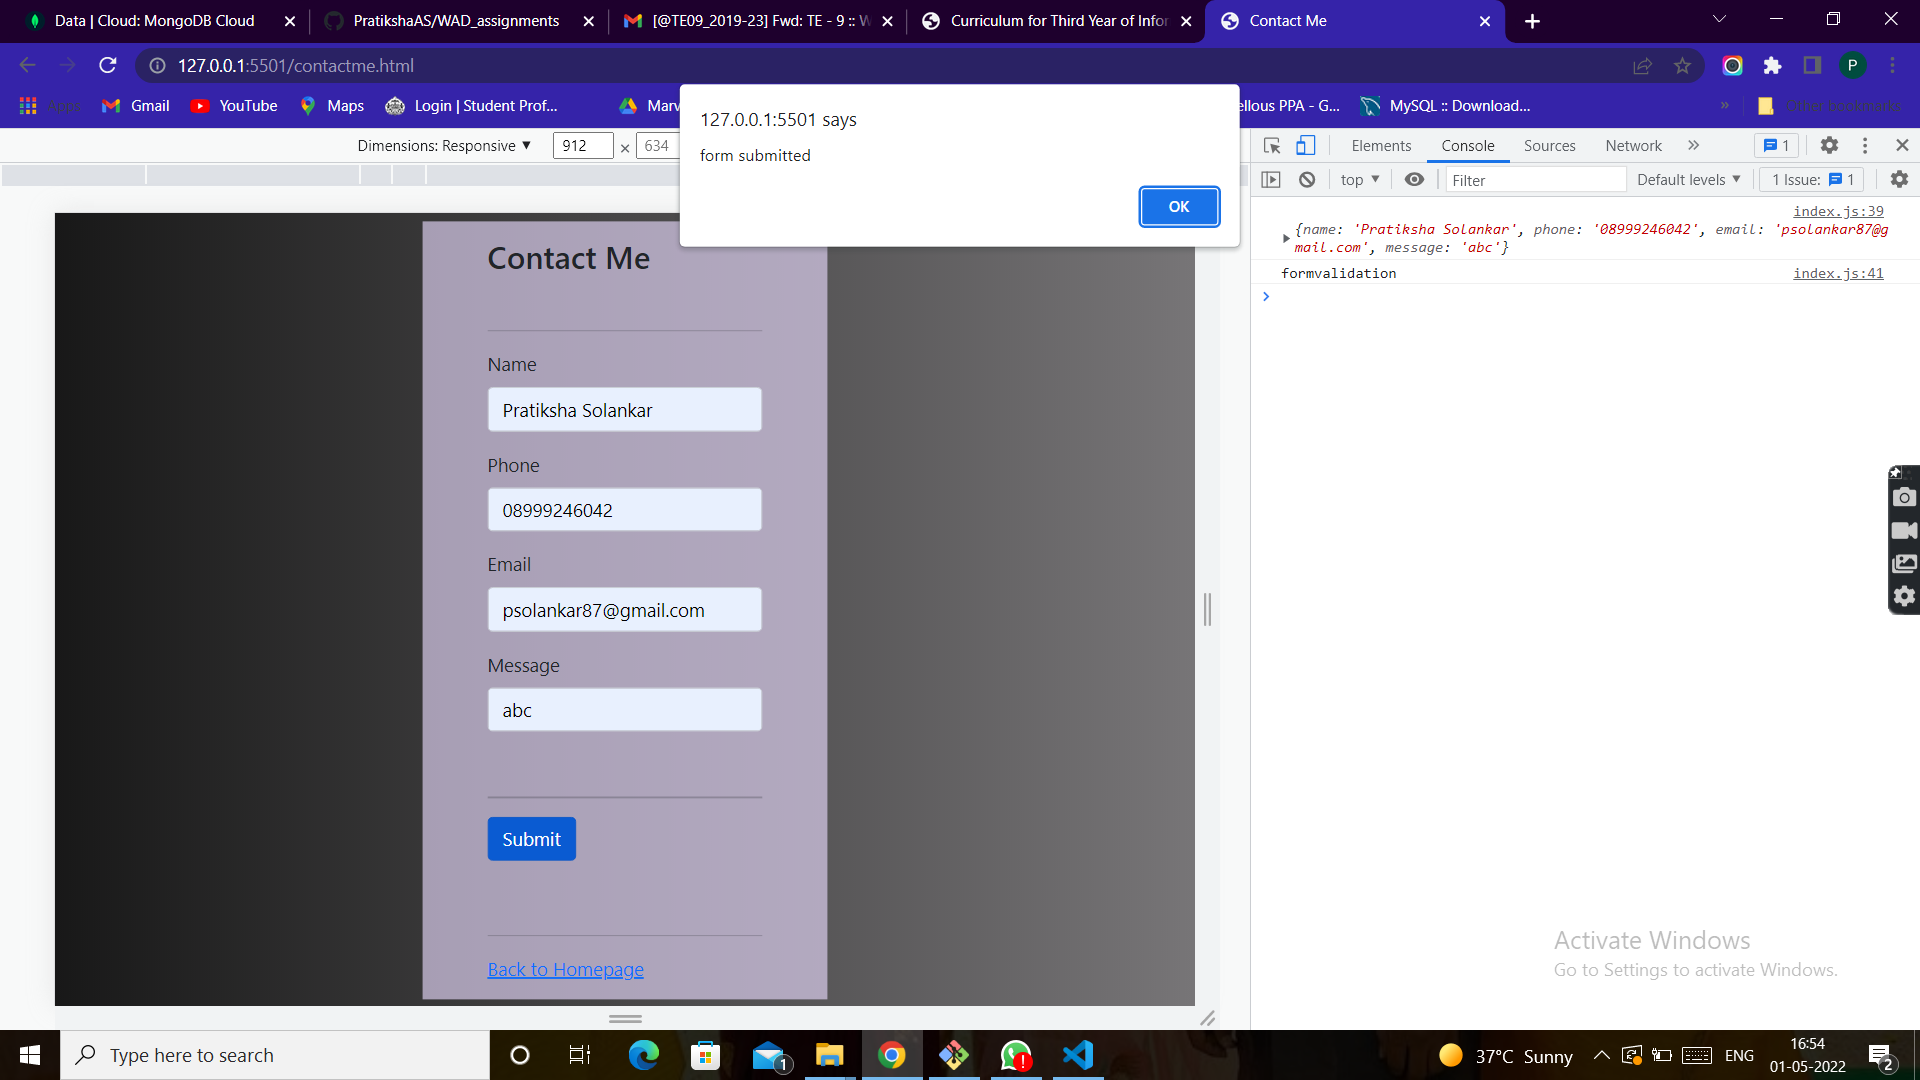 Data | Cloud: MongoDB Cloud
PratikshaAS/WAD_assignments
[@TE09_2019-23] Fwd: TE - 9 :: W
Curriculum for Third Year of Infor
Contact Me
127.0.0.1:5501/contactme.html
P
Apps
Gmail
YouTube
Maps
Login | Student Prof...
Marv
ellous PPA - G...
MySQL :: Download...
»
Other bookmarks
127.0.0.1:5501 says
form submitted
OK
Dimensions: Responsive ▼
912
×
634
Elements
Console
Sources
Network
»
1
top ▼
Filter
Default levels ▼
1 Issue: 1
index.js:39
{name: 'Pratiksha Solankar', phone: '08999246042', email: 'psolankar87@g
mail.com', message: 'abc'}
formvalidation
index.js:41
Contact Me
Name
Pratiksha Solankar
Phone
08999246042
Email
psolankar87@gmail.com
Message
abc
Submit
Back to Homepage
Activate Windows
Go to Settings to activate Windows.
Type here to search
1
37°C Sunny
ENG
16:54
01-05-2022
2